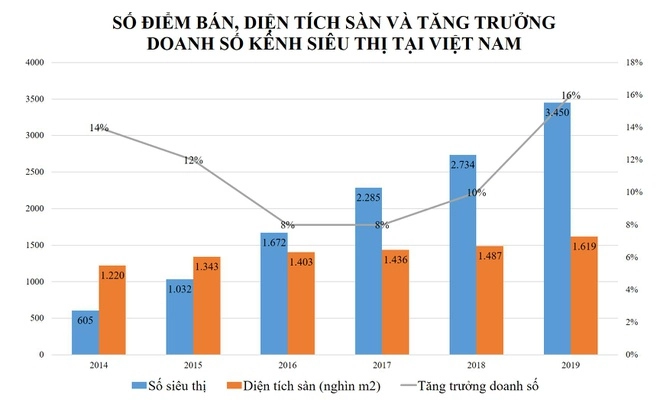 SỐ ĐIỂM BÁN, DIỆN TÍCH SÀN VÀ TĂNG TRƯỞNG
DOANH SỐ KÊNH SIÊU THỊ TẠI VIỆT NAM
4000 18%
3500 16%
3000 14%
2500 12%
2000 10%
1500 8%
1000 6%
500 4%
0 2%
0%
14% 12% 8% 8% 10% 16%
605 1.220 1.032 1.343 1.672 1.403 2.285 1.436 2.734 1.487 3.450 1.619
2014 2015 2016 2017 2018 2019
Số siêu thị Diện tích sàn (nghìn m2) Tăng trưởng doanh số